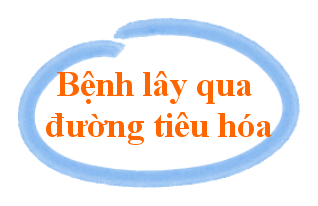 Bệnh lây qua
đường tiêu hóa